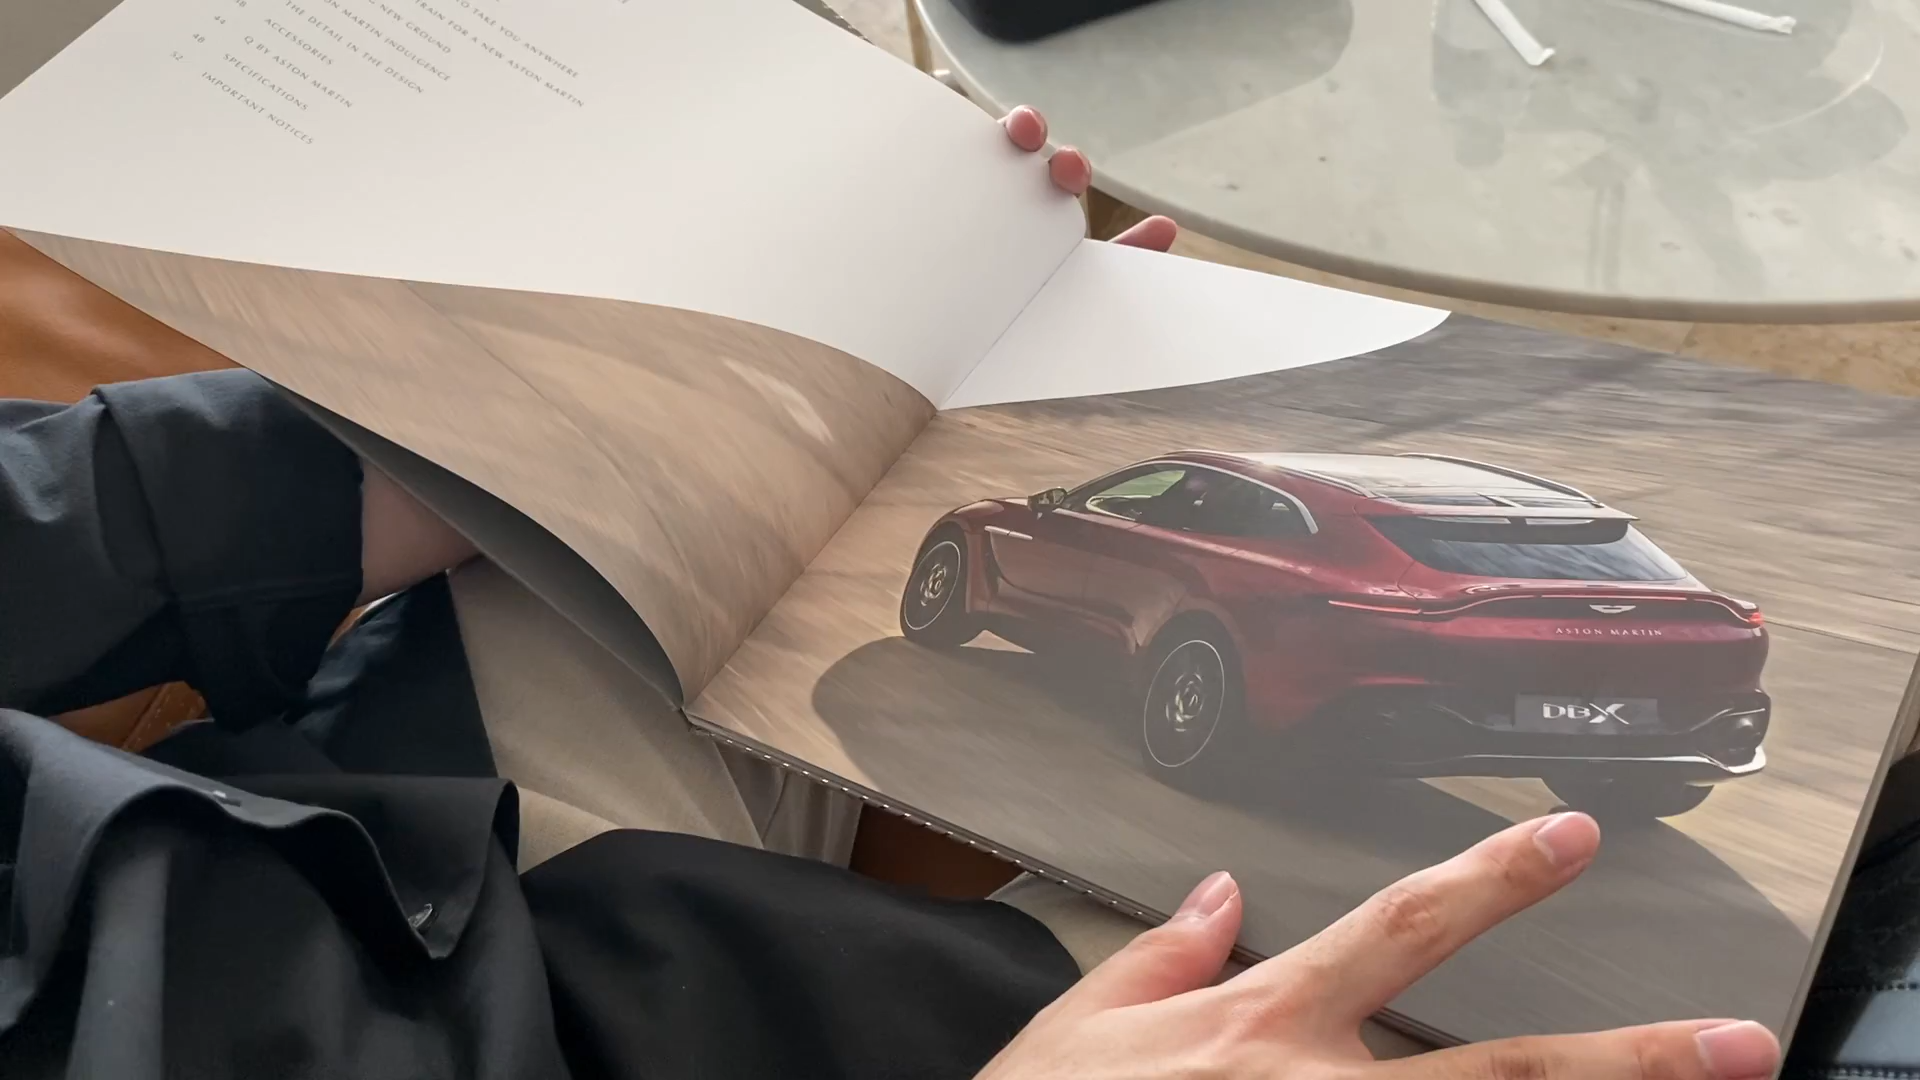 TO TAKE YOU ANYWHERE
NEW GROUND
TRAIN FOR A NEW ASTON MARTIN
MARTIN INDULGENCE
THE DETAIL IN THE DESIGN
44 ACCESSORIES
48 Q BY ASTON MARTIN
52 SPECIFICATIONS
IMPORTANT NOTICES
ASTON MARTIN
DBX